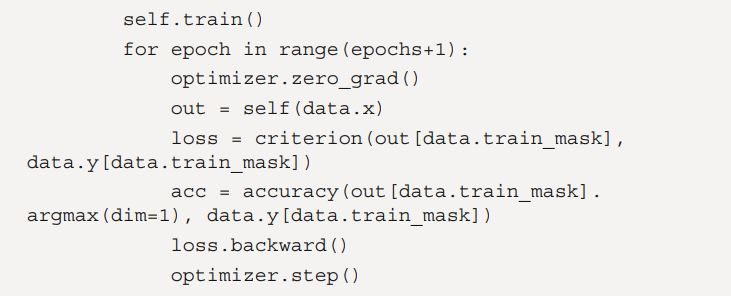 self.train()
for epoch in range(epochs+1):
optimizer.zero_grad()
out = self(data.x)
loss = criterion(out[data.train_mask],
data.y[data.train_mask])
acc = accuracy(out[data.train_mask].
argmax(dim=1), data.y[data.train_mask])
loss.backward()
optimizer.step()